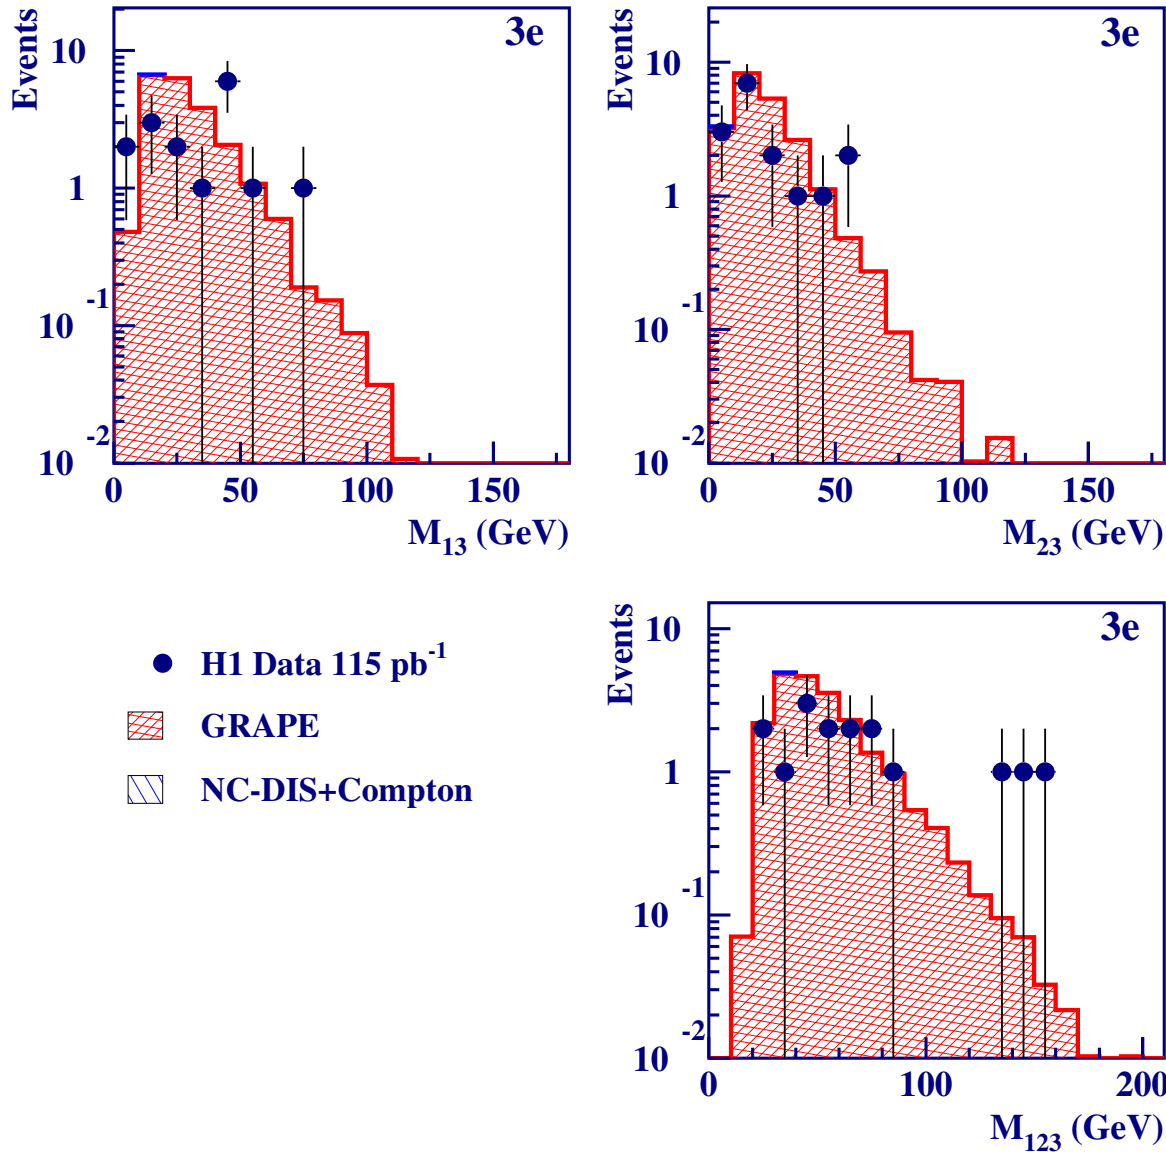 Events
3e
10
1
10⁻¹
10⁻²
0 50 100 150
M₁₃ (GeV)
Events
3e
10
1
10⁻¹
10⁻²
0 50 100 150
M₂₃ (GeV)
H1 Data 115 pb⁻¹
GRAPE
NC-DIS+Compton
Events
3e
10
1
10⁻¹
10⁻²
0 100 200
M₁₂₃ (GeV)